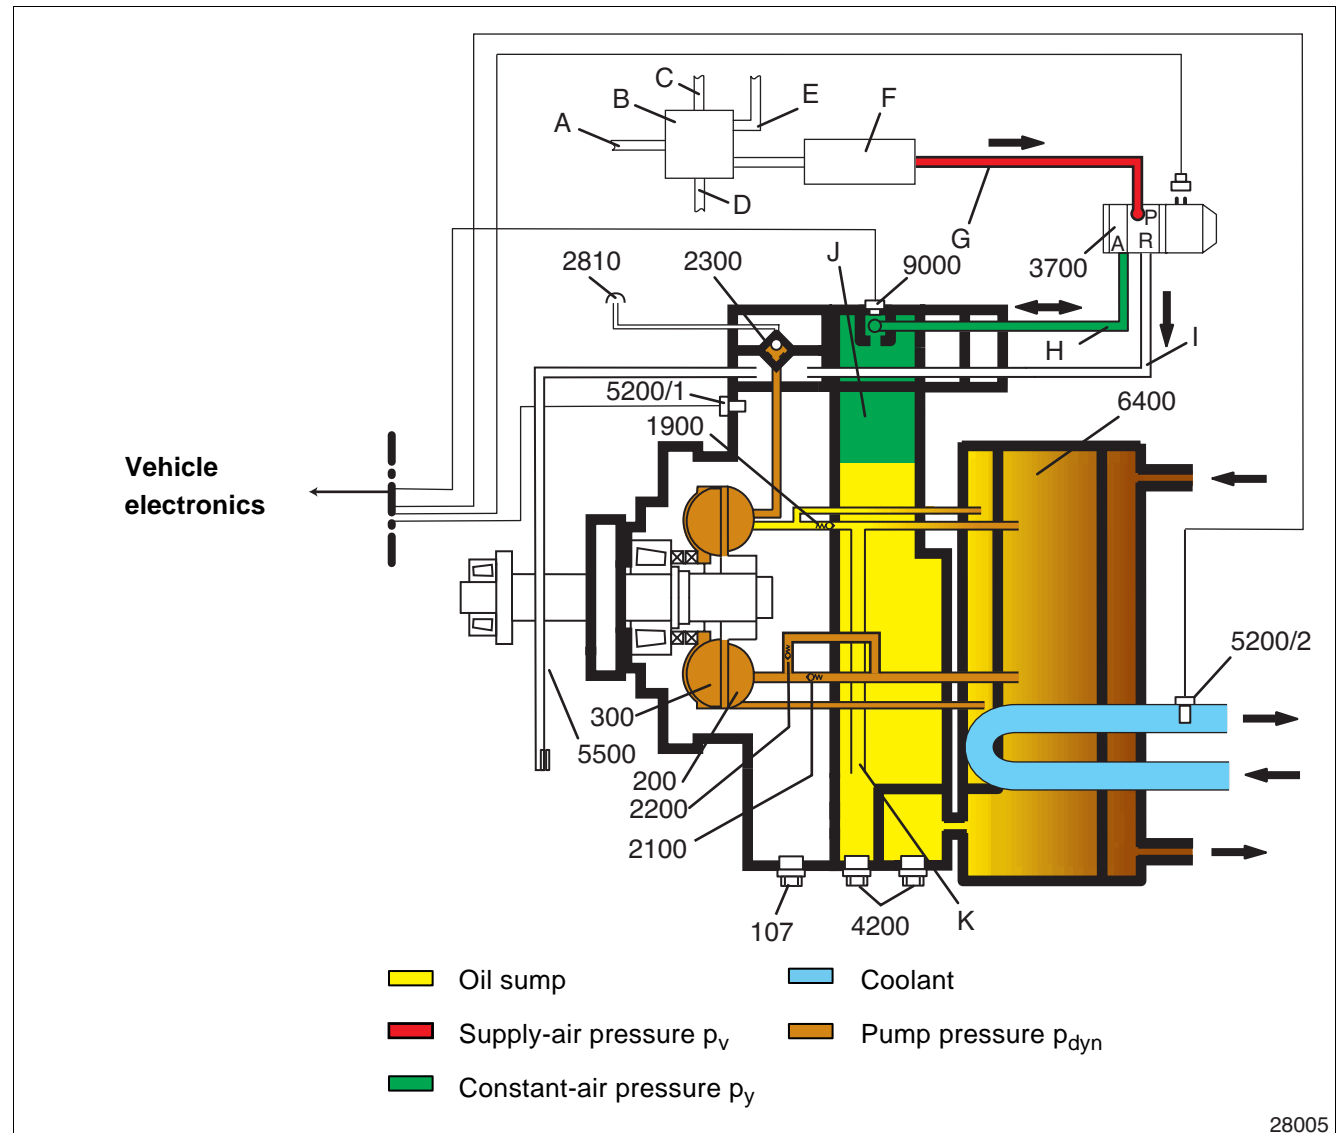 C
B
E
F
A
D
P
A R
G
J
2810
2300
9000
3700
H
I
5200/1
1900
6400
Vehicle
electronics
5200/2
300
5500
200
2200
2100
107
4200
K
Oil sump
Coolant
Supply-air pressure pv
Pump pressure pdyn
Constant-air pressure py
28005